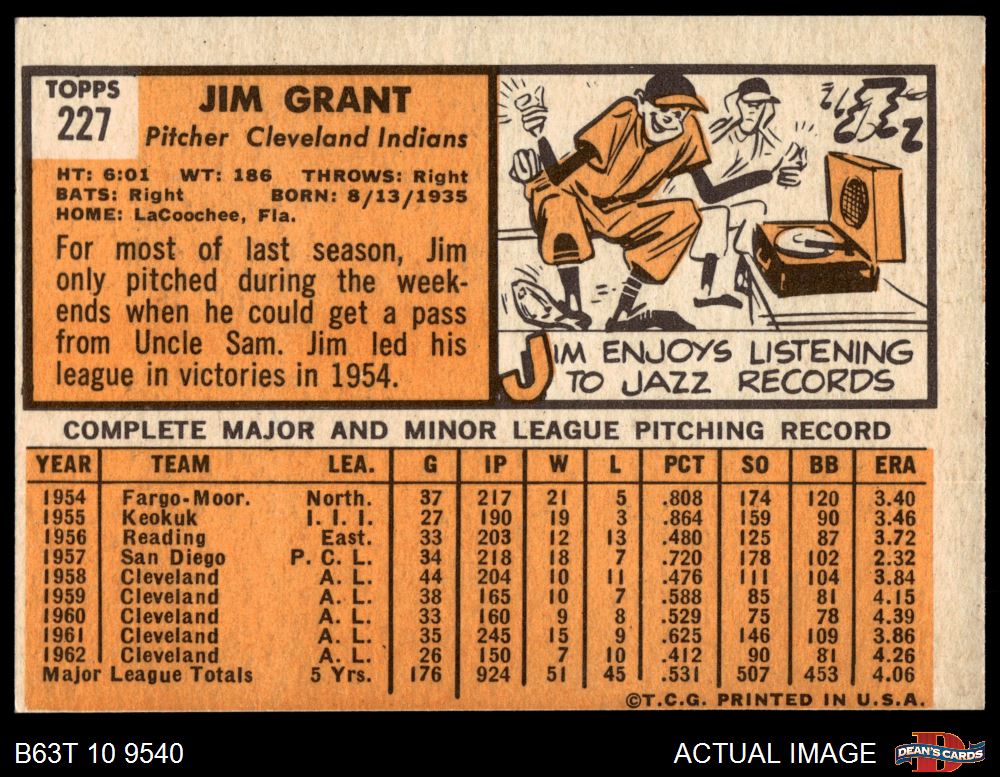 TOPPS
227
JIM GRANT
Pitcher Cleveland Indians
HT: 6:01 WT: 186 THROWS: Right
BATS: Right BORN: 8/13/1935
HOME: LaCoochee, Fla.
For most of last season, Jim
only pitched during the week-
ends when he could get a pass
from Uncle Sam. Jim led his
league in victories in 1954.
JIM ENJOYS LISTENING
TO JAZZ RECORDS
COMPLETE MAJOR AND MINOR LEAGUE PITCHING RECORD
YEAR TEAM LEA. G IP W L PCT SO BB ERA
1954 Fargo-Moor. North. 37 217 21 5 .808 174 120 3.40
1955 Keokuk I. I. I. 27 190 19 3 .864 159 90 3.46
1956 Reading East. 33 203 12 13 .480 125 87 3.72
1957 San Diego P. C. L. 34 218 18 7 .720 178 102 2.32
1958 Cleveland A. L. 44 204 10 11 .476 111 104 3.84
1959 Cleveland A. L. 38 165 10 7 .588 85 81 4.15
1960 Cleveland A. L. 33 160 9 8 .529 75 78 4.39
1961 Cleveland A. L. 35 245 15 9 .625 146 109 3.86
1962 Cleveland A. L. 26 150 7 10 .412 90 81 4.26
Major League Totals 5 Yrs. 176 924 51 45 .531 507 453 4.06
©T.C.G. PRINTED IN U.S.A.
B63T 10 9540
ACTUAL IMAGE
DEAN'S CARDS